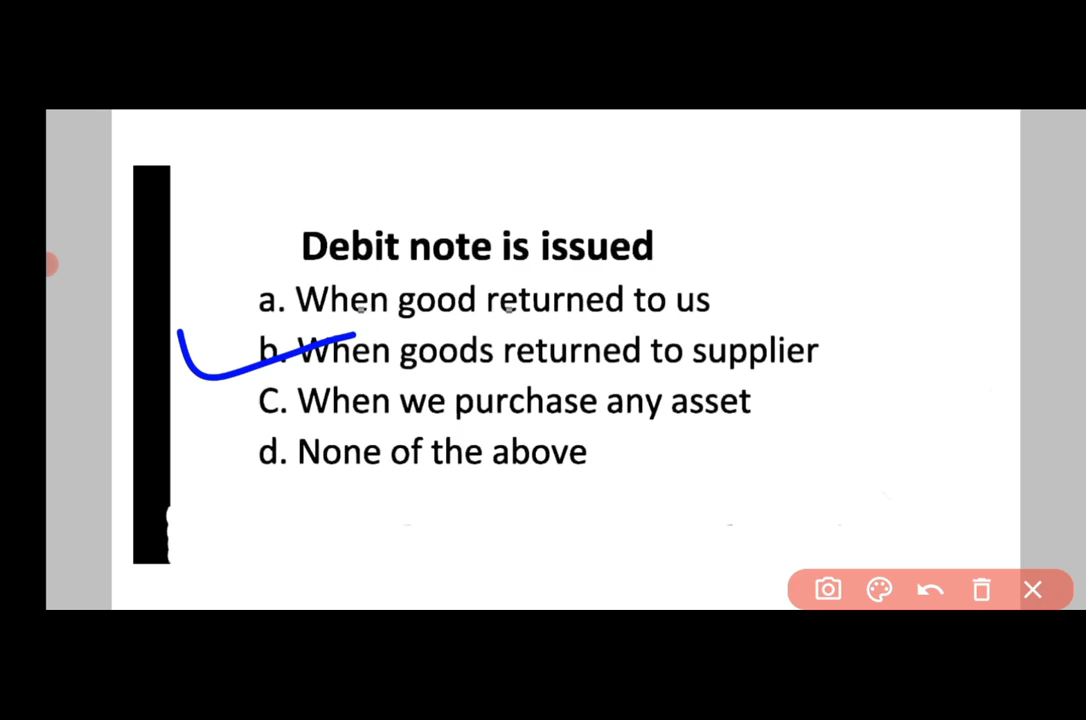 Debit note is issued
a. When good returned to us
b. When goods returned to supplier
C. When we purchase any asset
d. None of the above